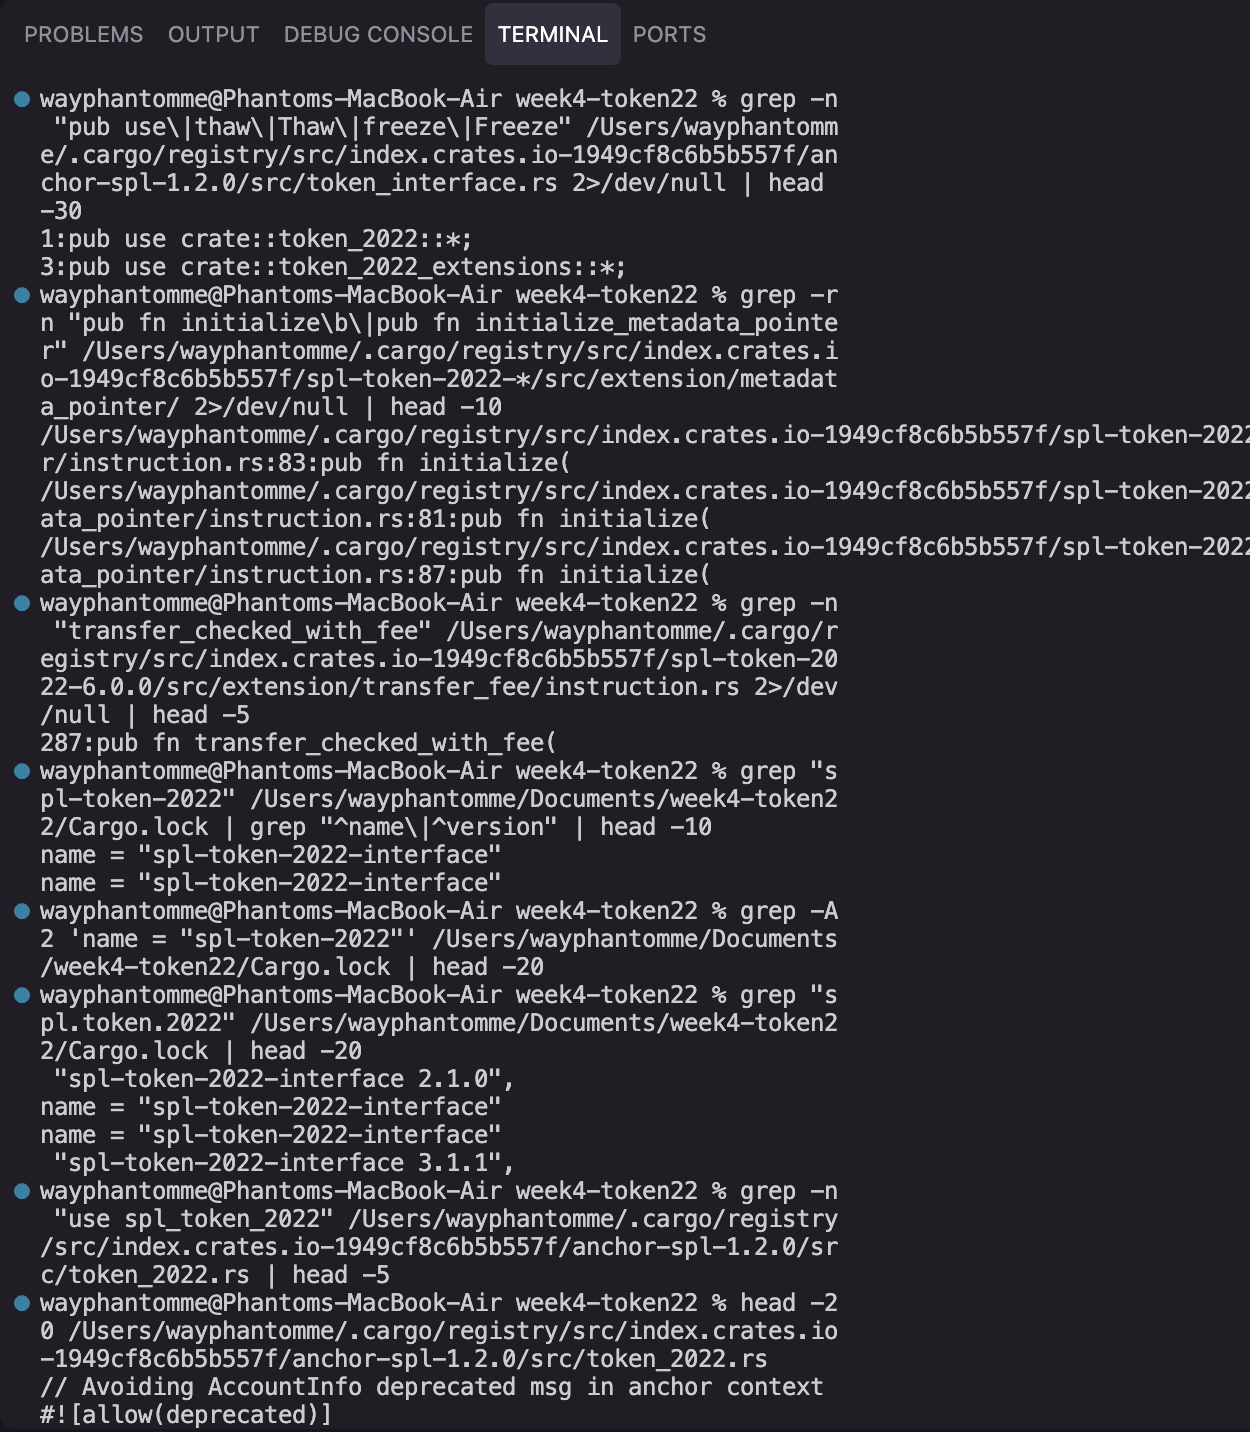 PROBLEMS OUTPUT DEBUG CONSOLE TERMINAL PORTS
wayphantomme@Phantoms-MacBook-Air week4-token22 % grep -n
 "pub use\|thaw\|Thaw\|freeze\|Freeze" /Users/wayphantomm
e/.cargo/registry/src/index.crates.io-1949cf8c6b5b557f/an
chor-spl-1.2.0/src/token_interface.rs 2>/dev/null | head
-30
1:pub use crate::token_2022::*;
3:pub use crate::token_2022_extensions::*;
wayphantomme@Phantoms-MacBook-Air week4-token22 % grep -r
n "pub fn initialize\b\|pub fn initialize_metadata_pointe
r" /Users/wayphantomme/.cargo/registry/src/index.crates.i
o-1949cf8c6b5b557f/spl-token-2022-*/src/extension/metadat
a_pointer/ 2>/dev/null | head -10
/Users/wayphantomme/.cargo/registry/src/index.crates.io-1949cf8c6b5b557f/spl-token-2022
r/instruction.rs:83:pub fn initialize(
/Users/wayphantomme/.cargo/registry/src/index.crates.io-1949cf8c6b5b557f/spl-token-2022
ata_pointer/instruction.rs:81:pub fn initialize(
/Users/wayphantomme/.cargo/registry/src/index.crates.io-1949cf8c6b5b557f/spl-token-2022
ata_pointer/instruction.rs:87:pub fn initialize(
wayphantomme@Phantoms-MacBook-Air week4-token22 % grep -n
 "transfer_checked_with_fee" /Users/wayphantomme/.cargo/r
egistry/src/index.crates.io-1949cf8c6b5b557f/spl-token-20
22-6.0.0/src/extension/transfer_fee/instruction.rs 2>/dev
/null | head -5
287:pub fn transfer_checked_with_fee(
wayphantomme@Phantoms-MacBook-Air week4-token22 % grep "s
pl-token-2022" /Users/wayphantomme/Documents/week4-token2
2/Cargo.lock | grep "^name\|^version" | head -10
name = "spl-token-2022-interface"
name = "spl-token-2022-interface"
wayphantomme@Phantoms-MacBook-Air week4-token22 % grep -A
2 'name = "spl-token-2022"' /Users/wayphantomme/Documents
/week4-token22/Cargo.lock | head -20
wayphantomme@Phantoms-MacBook-Air week4-token22 % grep "s
pl.token.2022" /Users/wayphantomme/Documents/week4-token2
2/Cargo.lock | head -20
 "spl-token-2022-interface 2.1.0",
name = "spl-token-2022-interface"
name = "spl-token-2022-interface"
 "spl-token-2022-interface 3.1.1",
wayphantomme@Phantoms-MacBook-Air week4-token22 % grep -n
 "use spl_token_2022" /Users/wayphantomme/.cargo/registry
/src/index.crates.io-1949cf8c6b5b557f/anchor-spl-1.2.0/sr
c/token_2022.rs | head -5
wayphantomme@Phantoms-MacBook-Air week4-token22 % head -2
0 /Users/wayphantomme/.cargo/registry/src/index.crates.io
-1949cf8c6b5b557f/anchor-spl-1.2.0/src/token_2022.rs
// Avoiding AccountInfo deprecated msg in anchor context
#![allow(deprecated)]